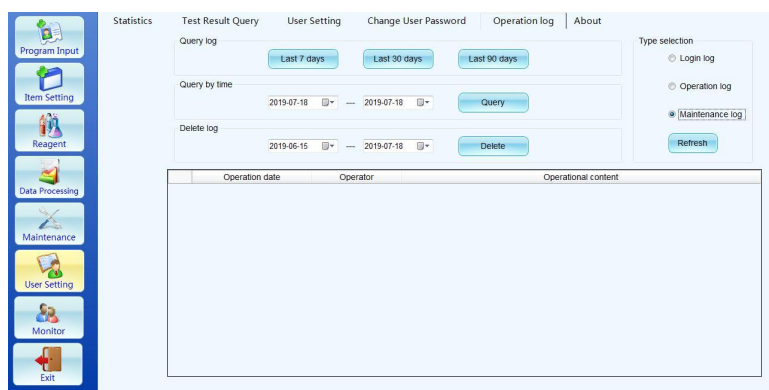 Statistics Test Result Query User Setting Change User Password Operation log About
Program Input
Item Setting
Reagent
Data Processing
Maintenance
User Setting
Monitor
Exit
Query log
Last 7 days Last 30 days Last 90 days
Query by time
2019-07-18 --- 2019-07-18 Query
Delete log
2019-06-15 --- 2019-07-18 Delete
Type selection
Login log
Operation log
Maintenance log
Refresh
Operation date Operator Operational content